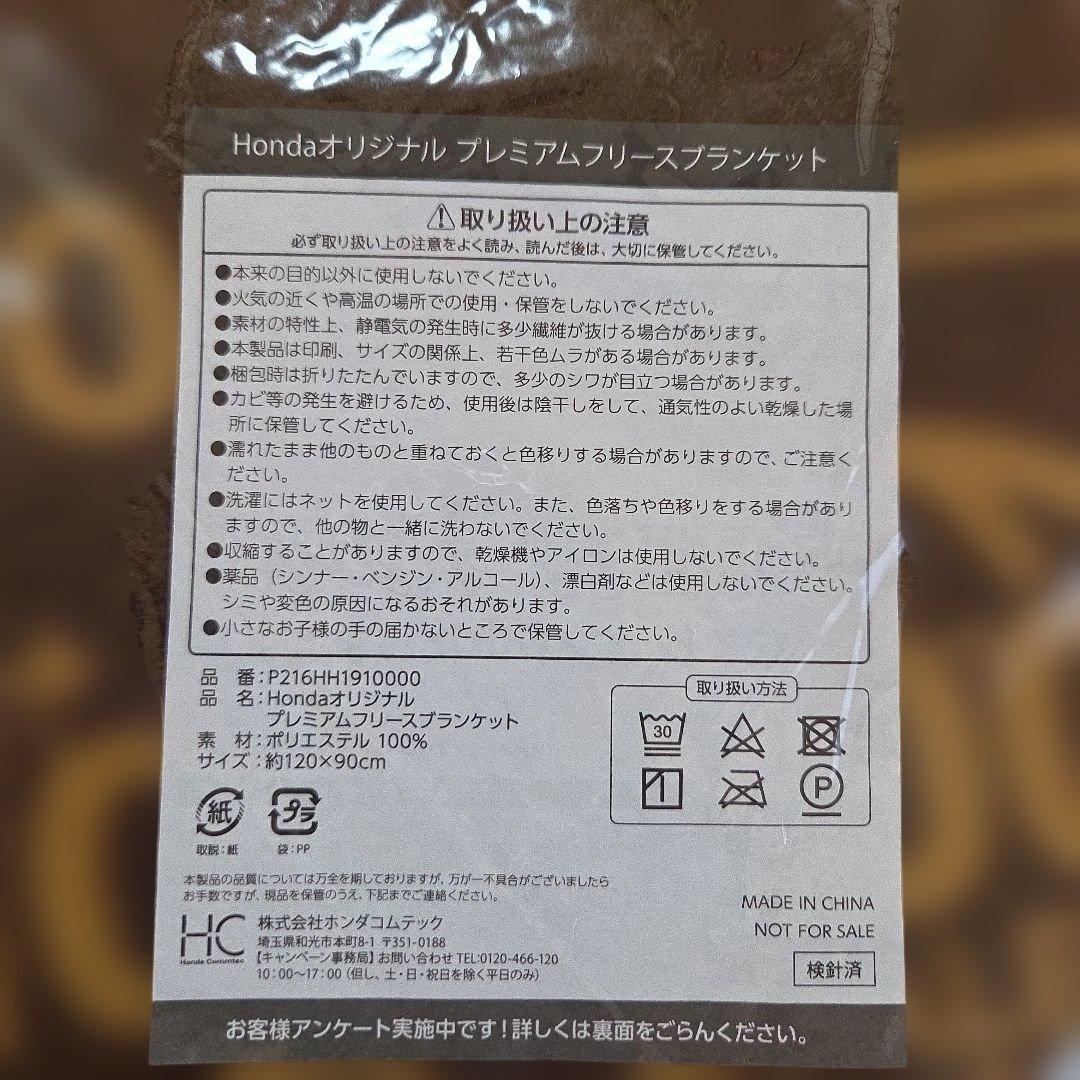 Hondaオリジナル プレミアムフリースブランケット
取り扱い上の注意
必ず取り扱い上の注意をよく読み、読んだ後は、大切に保管してください。
●本来の目的以外に使用しないでください。
●火気の近くや高温の場所での使用・保管をしないでください。
●素材の特性上、静電気の発生時に多少繊維が抜ける場合があります。
●本製品は印刷、サイズの関係上、若干色ムラがある場合があります。
●梱包時は折りたたんでいますので、多少のシワが目立つ場合があります。
●カビ等の発生を避けるため、使用後は陰干しをして、通気性のよい乾燥した場
所に保管してください。
●濡れたまま他のものと重ねておくと色移りする場合がありますので、ご注意く
ださい。
●洗濯にはネットを使用してください。また、色落ちや色移りをする場合があり
ますので、他の物と一緒に洗わないでください。
●収縮することがありますので、乾燥機やアイロンは使用しないでください。
●薬品（シンナー・ベンジン・アルコール）、漂白剤などは使用しないでください。
シミや変色の原因になるおそれがあります。
●小さなお子様の手の届かないところで保管してください。
品 番：P216HH1910000
品 名：Hondaオリジナル
プレミアムフリースブランケット
素 材：ポリエステル 100%
サイズ：約120×90cm
取り扱い方法
30
P
紙 プラ
取説：紙 袋：PP
本製品の品質については万全を期しておりますが、万が一不具合がございましたら
お手数ですが、現品を保管のうえ、下記までご連絡ください。
HC
Honda Commtec
株式会社ホンダコムテック
埼玉県和光市本町8-1 〒351-0188
【キャンペーン事務局】お問い合わせ TEL:0120-466-120
10：00〜17：00（但し、土・日・祝日を除く平日のみ）
MADE IN CHINA
NOT FOR SALE
検針済
お客様アンケート実施中です！詳しくは裏面をごらんください。